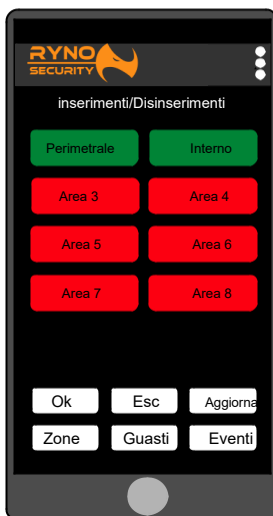 RYNO
SECURITY
inserimenti/Disinserimenti
Perimetrale Interno
Area 3 Area 4
Area 5 Area 6
Area 7 Area 8
Ok Esc Aggiorna
Zone Guasti Eventi